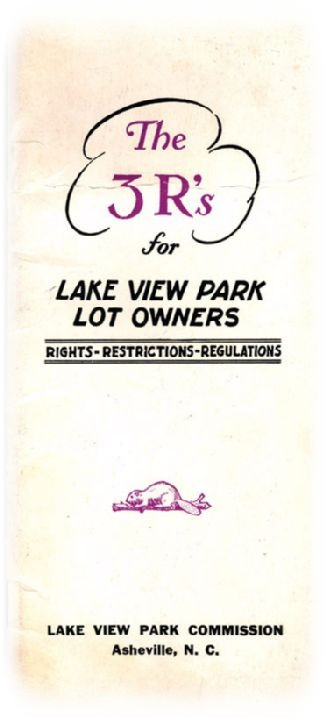 The
3 R's
for
LAKE VIEW PARK
LOT OWNERS
RIGHTS-RESTRICTIONS-REGULATIONS
LAKE VIEW PARK COMMISSION
Asheville, N. C.